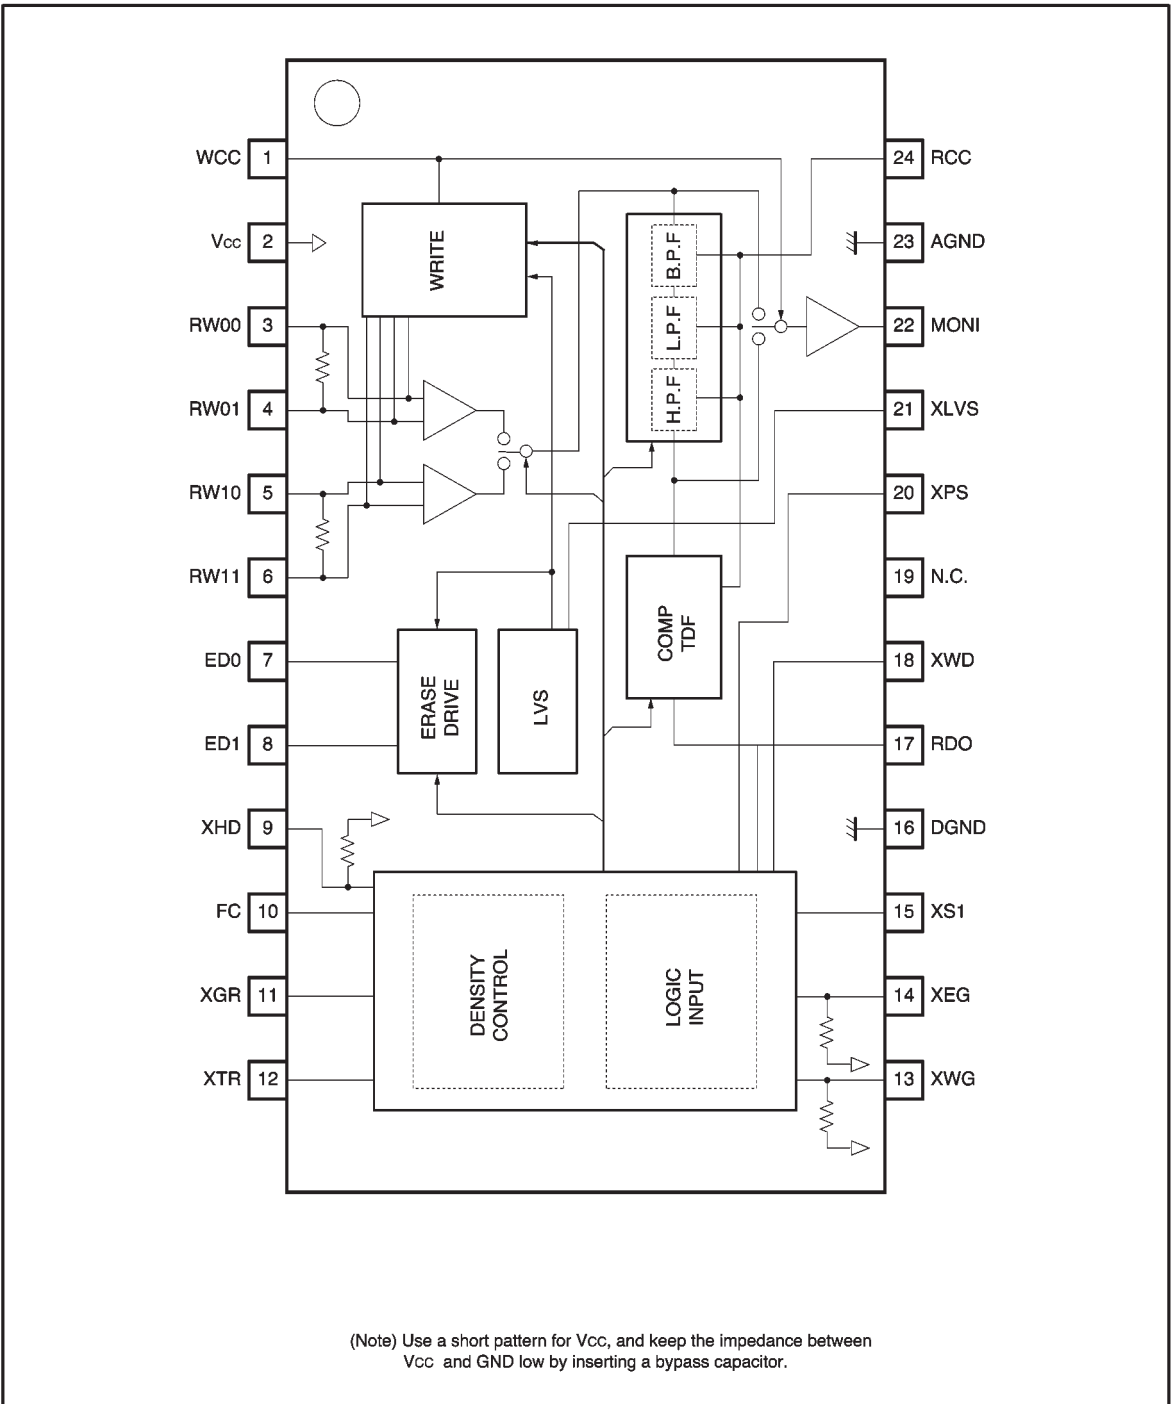 WCC 1
Vcc 2
RW00 3
RW01 4
RW10 5
RW11 6
ED0 7
ED1 8
XHD 9
FC 10
XGR 11
XTR 12
24 RCC
23 AGND
22 MONI
21 XLVS
20 XPS
19 N.C.
18 XWD
17 RDO
16 DGND
15 XS1
14 XEG
13 XWG
WRITE
B.P.F
L.P.F
H.P.F
COMP
TDF
ERASE
DRIVE
LVS
DENSITY
CONTROL
LOGIC
INPUT
(Note) Use a short pattern for VCC, and keep the impedance between
VCC and GND low by inserting a bypass capacitor.